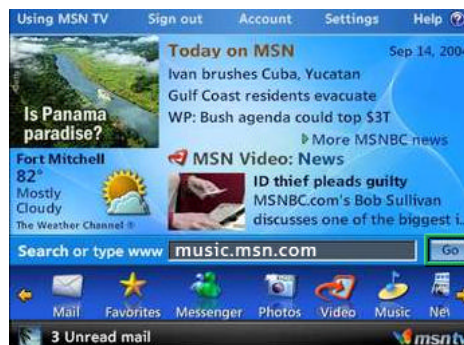 Using MSN TV Sign out Account Settings Help ?
Today on MSN Sep 14, 2004
Ivan brushes Cuba, Yucatan
Gulf Coast residents evacuate
WP: Bush agenda could top $3T
More MSNBC news
Is Panama
paradise?
Fort Mitchell
82°
Mostly
Cloudy
The Weather Channel ®
MSN Video: News
ID thief pleads guilty
MSNBC.com's Bob Sullivan
discusses one of the biggest i...
Search or type www music.msn.com Go
Mail Favorites Messenger Photos Video Music
3 Unread mail msntv